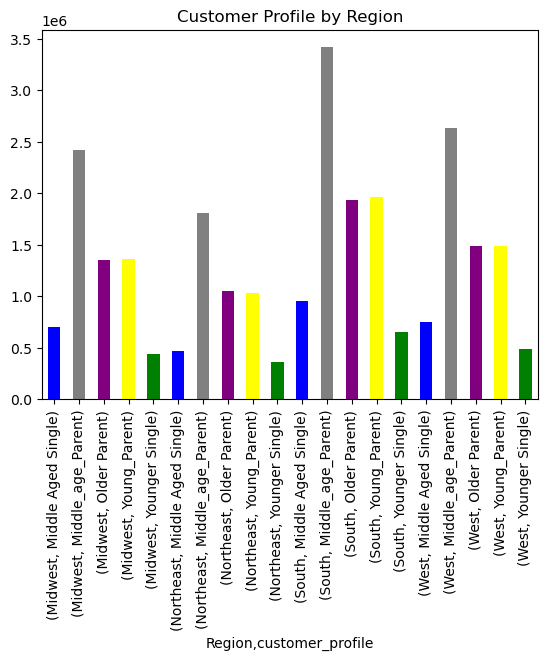 Customer Profile by Region
1e6
3.5
3.0
2.5
2.0
1.5
1.0
0.5
0.0
(Midwest, Middle Aged Single)
(Midwest, Middle_age_Parent)
(Midwest, Older Parent)
(Midwest, Young_Parent)
(Midwest, Younger Single)
(Northeast, Middle Aged Single)
(Northeast, Middle_age_Parent)
(Northeast, Older Parent)
(Northeast, Young_Parent)
(Northeast, Younger Single)
(South, Middle Aged Single)
(South, Middle_age_Parent)
(South, Older Parent)
(South, Young_Parent)
(South, Younger Single)
(West, Middle Aged Single)
(West, Middle_age_Parent)
(West, Older Parent)
(West, Young_Parent)
(West, Younger Single)
Region,customer_profile